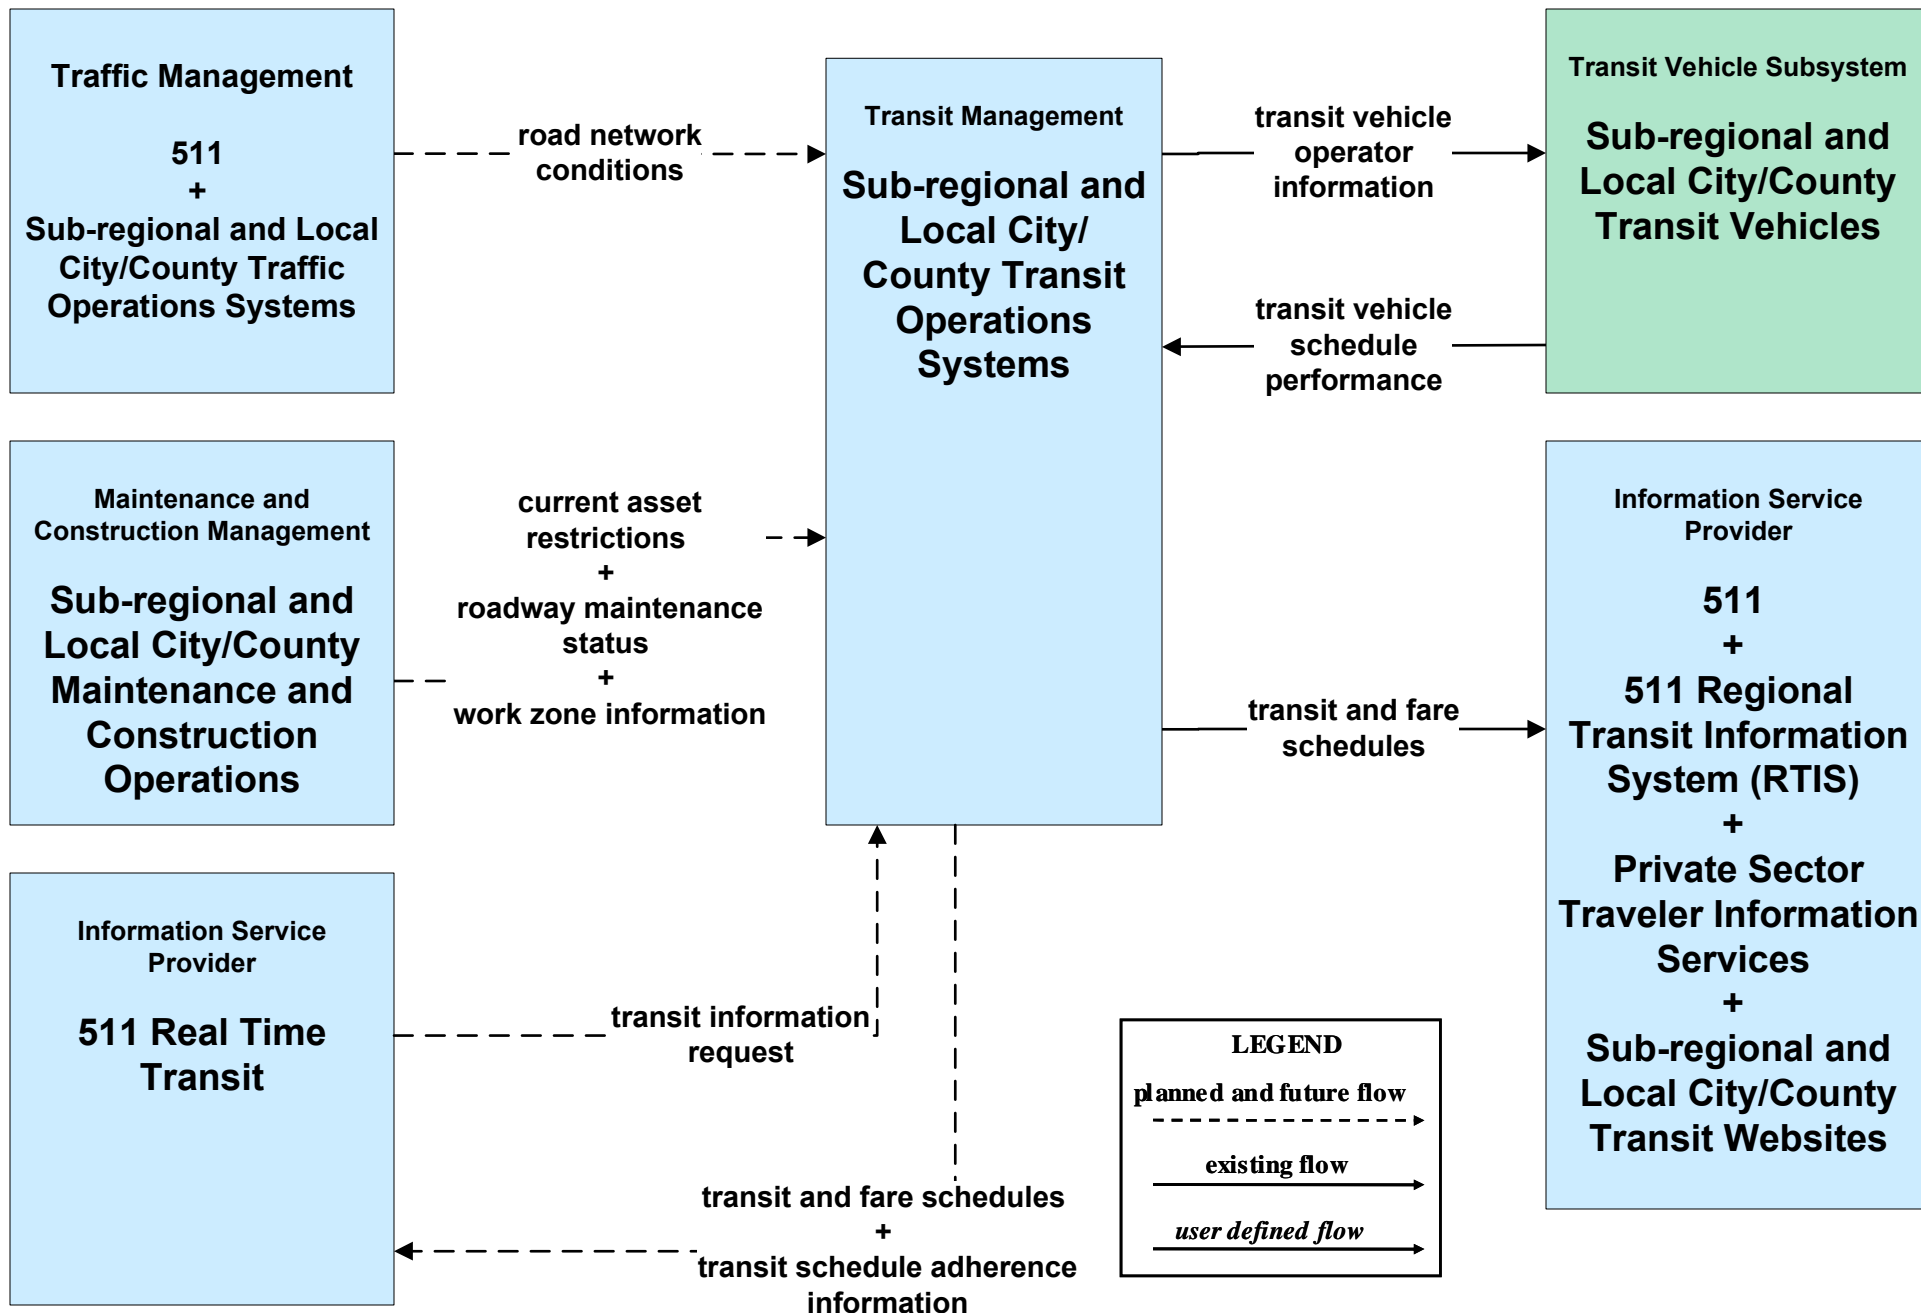 Traffic Management
511
+
Sub-regional and Local
City/County Traffic
Operations Systems
road network
conditions
Transit Management
Sub-regional and
Local City/
County Transit
Operations
Systems
transit vehicle
operator
information
Transit Vehicle Subsystem
Sub-regional and
Local City/County
Transit Vehicles
transit vehicle
schedule
performance
Maintenance and
Construction Management
Sub-regional and
Local City/County
Maintenance and
Construction
Operations
current asset
restrictions
+
roadway maintenance
status
+
work zone information
transit and fare
schedules
Information Service
Provider
511
+
511 Regional
Transit Information
System (RTIS)
+
Private Sector
Traveler Information
Services
+
Sub-regional and
Local City/County
Transit Websites
Information Service
Provider
511 Real Time
Transit
transit information
request
transit and fare schedules
+
transit schedule adherence
information
LEGEND
planned and future flow
existing flow
user defined flow